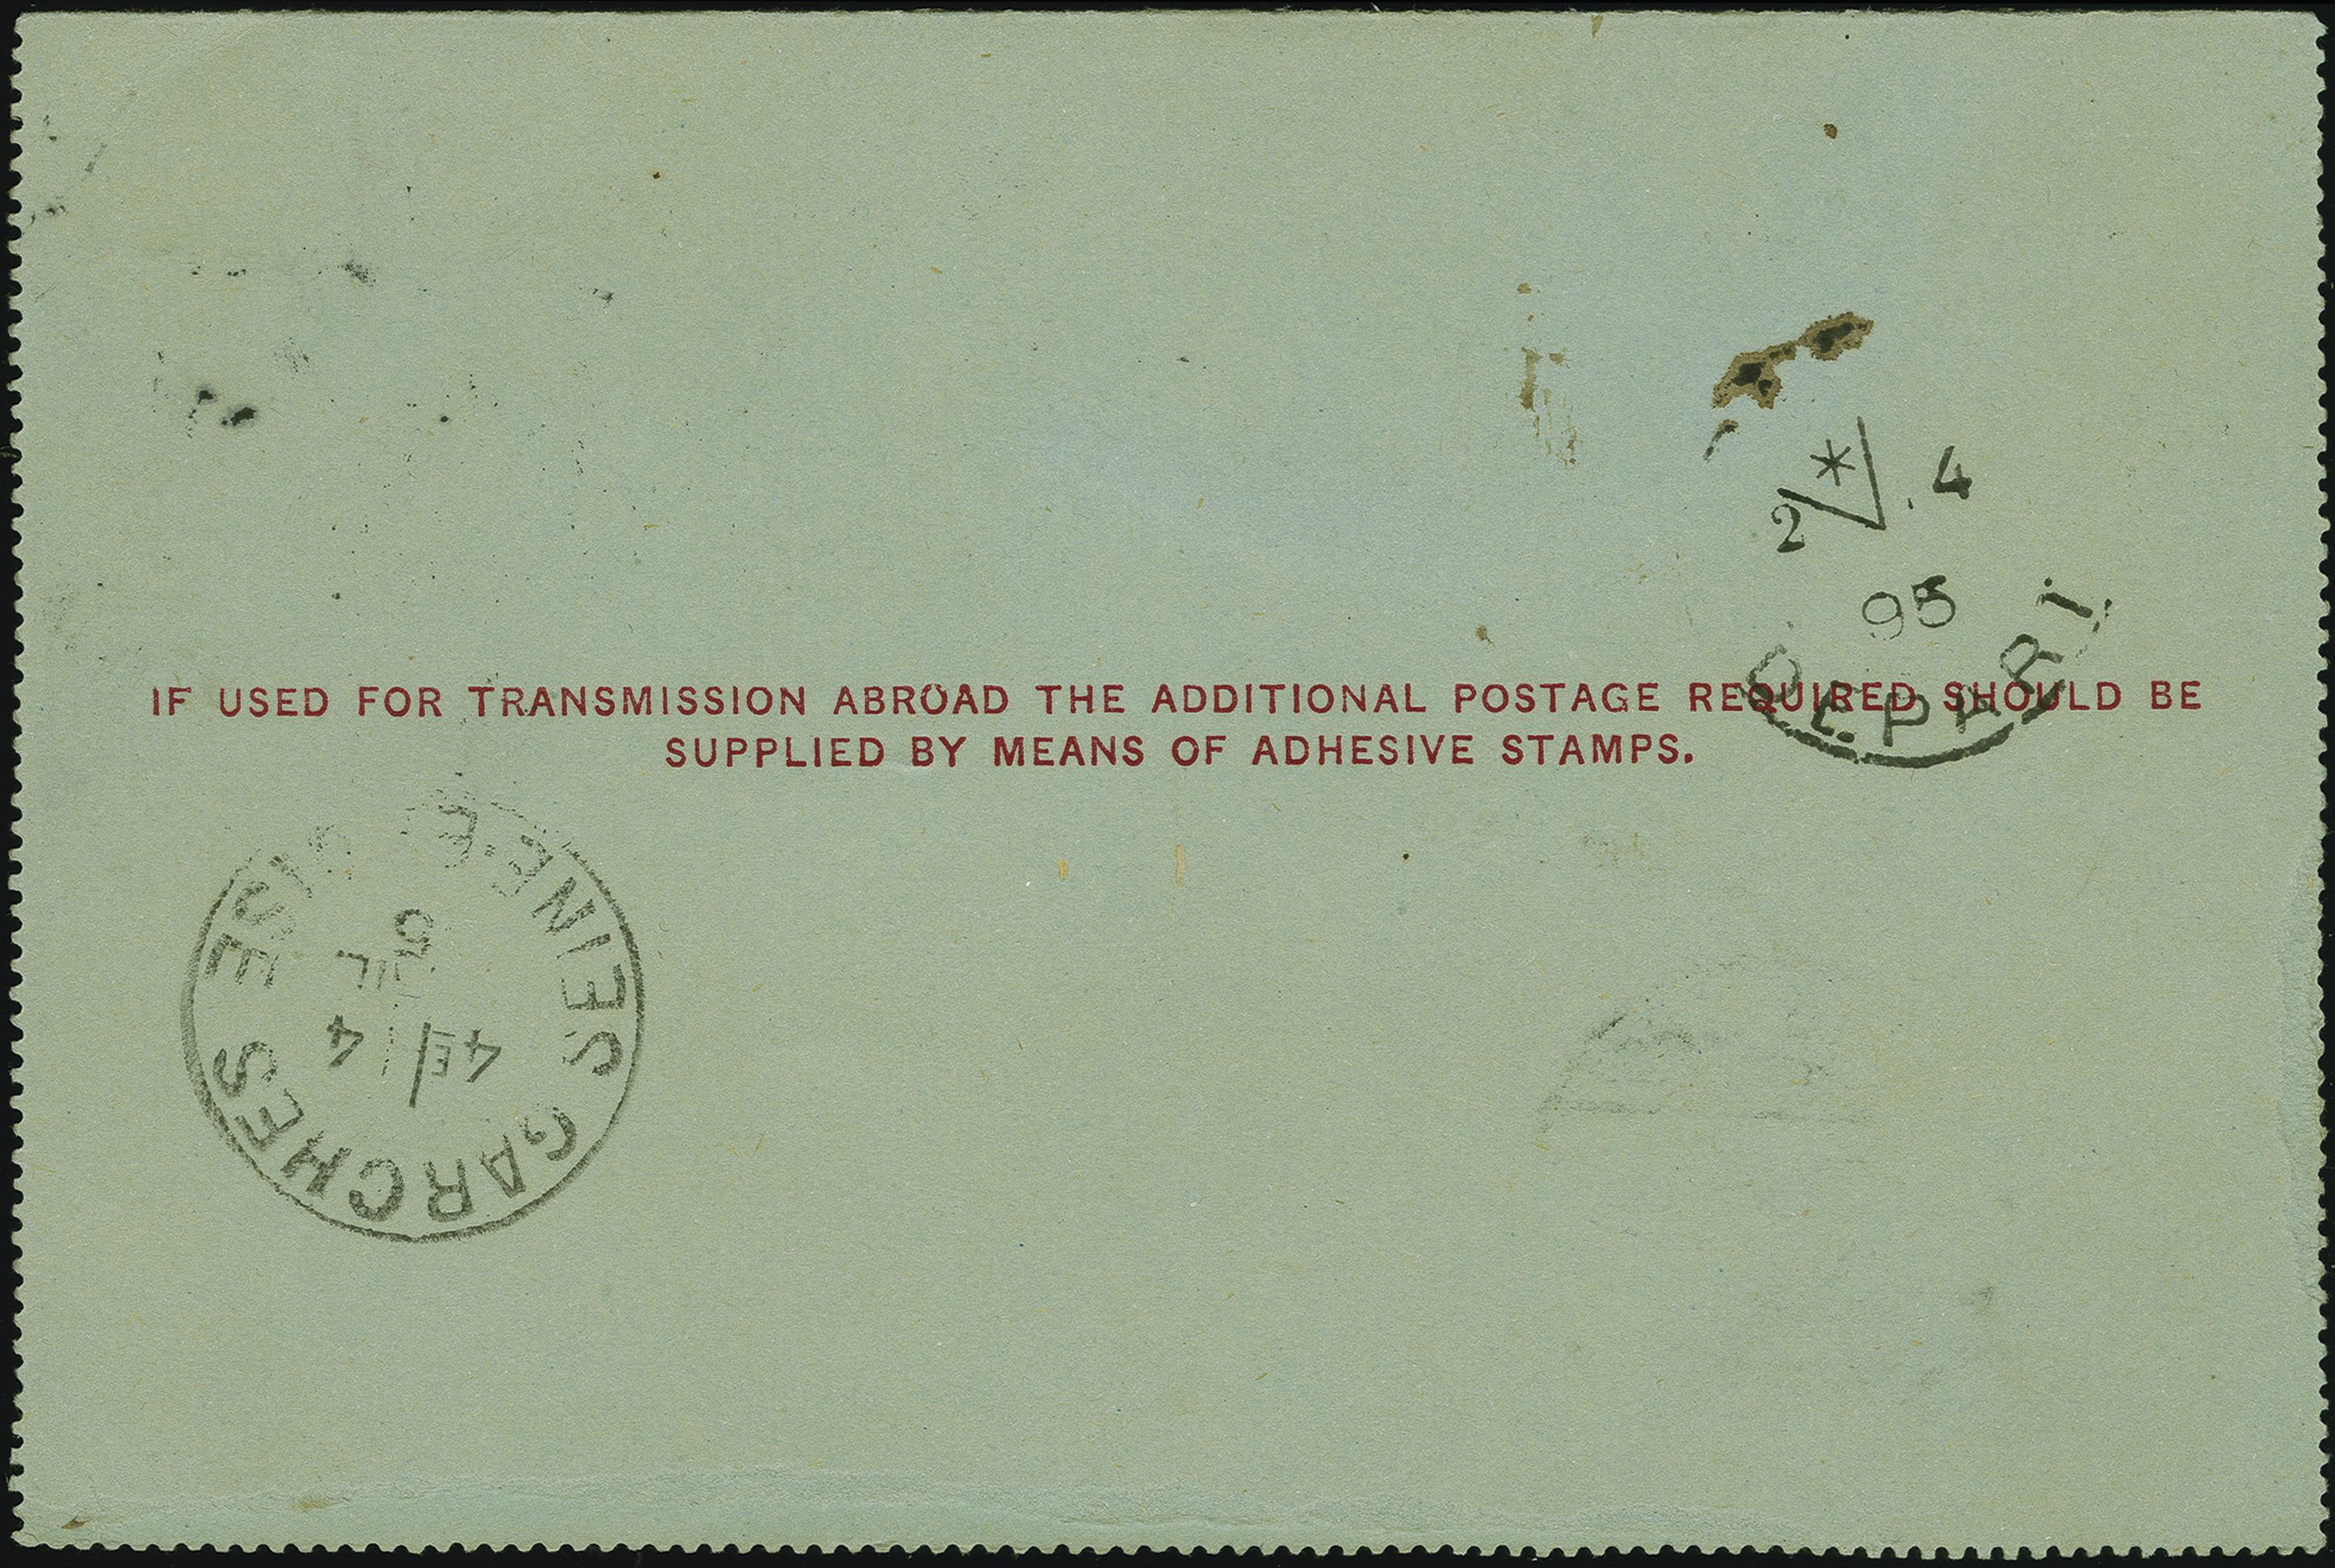 2 * . 4
95
DEPART
IF USED FOR TRANSMISSION ABROAD THE ADDITIONAL POSTAGE REQUIRED SHOULD BE
SUPPLIED BY MEANS OF ADHESIVE STAMPS.
GARCHES
SEINE
4E 4